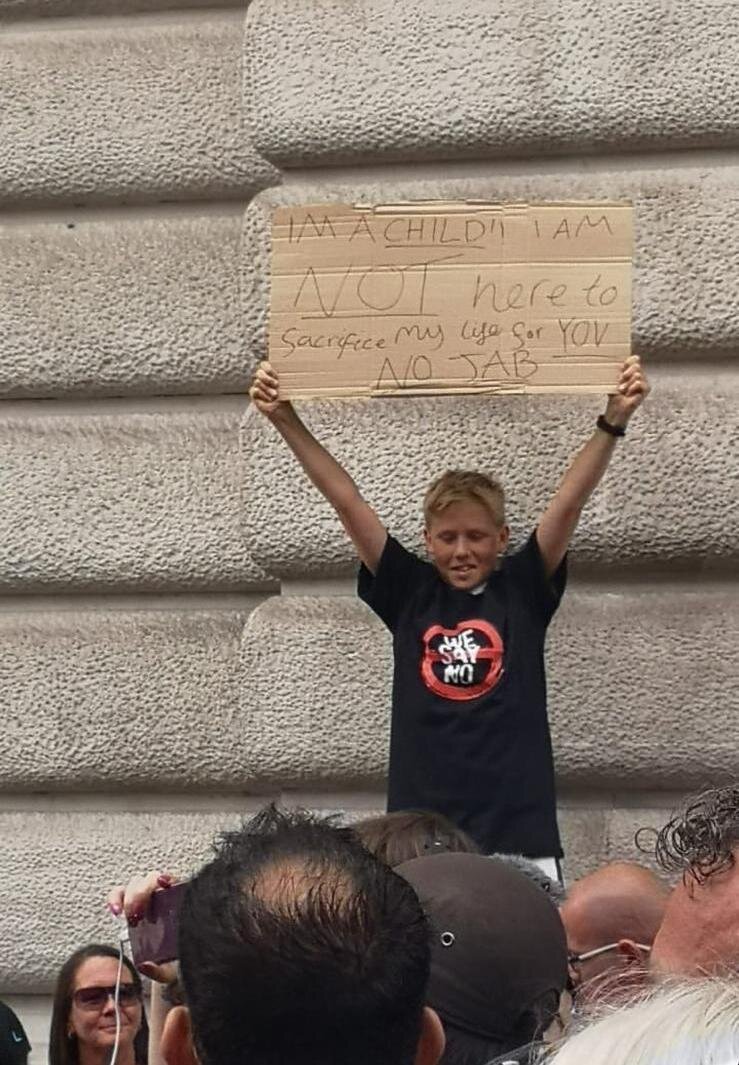 IM A CHILD!! I AM
NOT here to
Sacrifice my life for YOU
NO JAB
WE
SAY
NO